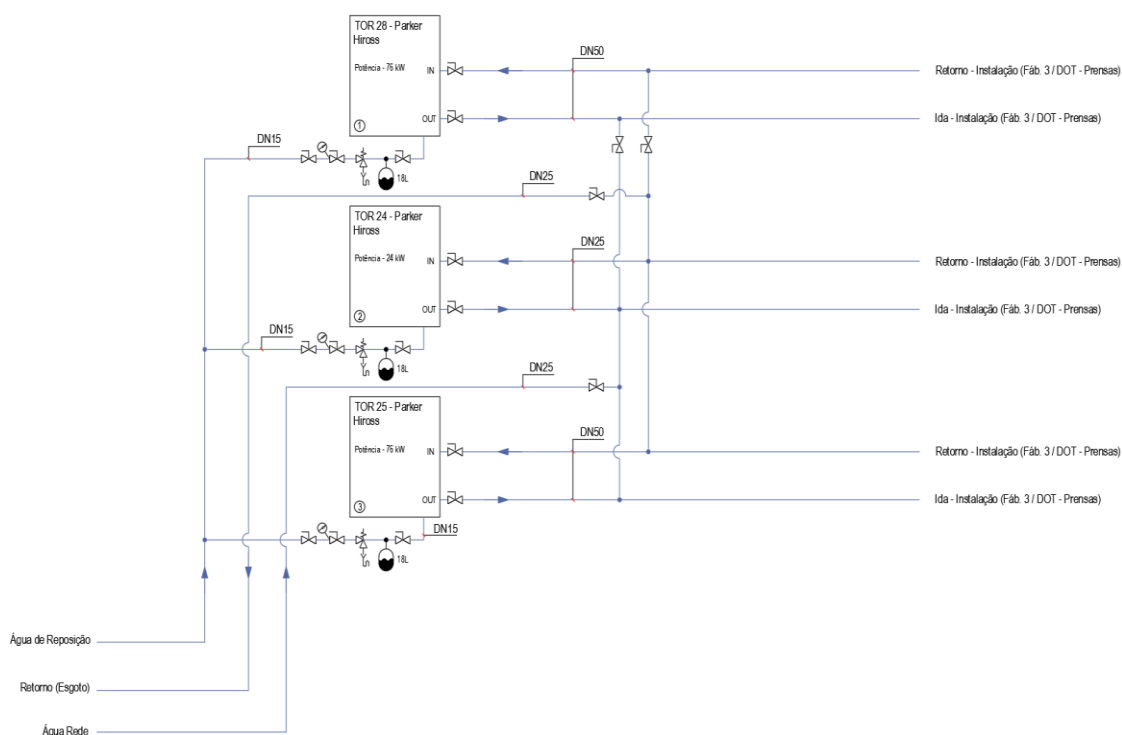 TOR 28 - Parker
Hiross
Potência - 76 kW
IN
OUT
1
DN50
Retorno - Instalação (Fáb. 3 / DOT - Prensas)
Ida - Instalação (Fáb. 3 / DOT - Prensas)
DN15
18L
DN25
TOR 24 - Parker
Hiross
Potência - 24 kW
IN
OUT
2
DN25
Retorno - Instalação (Fáb. 3 / DOT - Prensas)
Ida - Instalação (Fáb. 3 / DOT - Prensas)
DN15
18L
DN25
TOR 25 - Parker
Hiross
Potência - 76 kW
IN
OUT
3
DN50
Retorno - Instalação (Fáb. 3 / DOT - Prensas)
Ida - Instalação (Fáb. 3 / DOT - Prensas)
DN15
18L
Água de Reposição
Retorno (Esgoto)
Água Rede